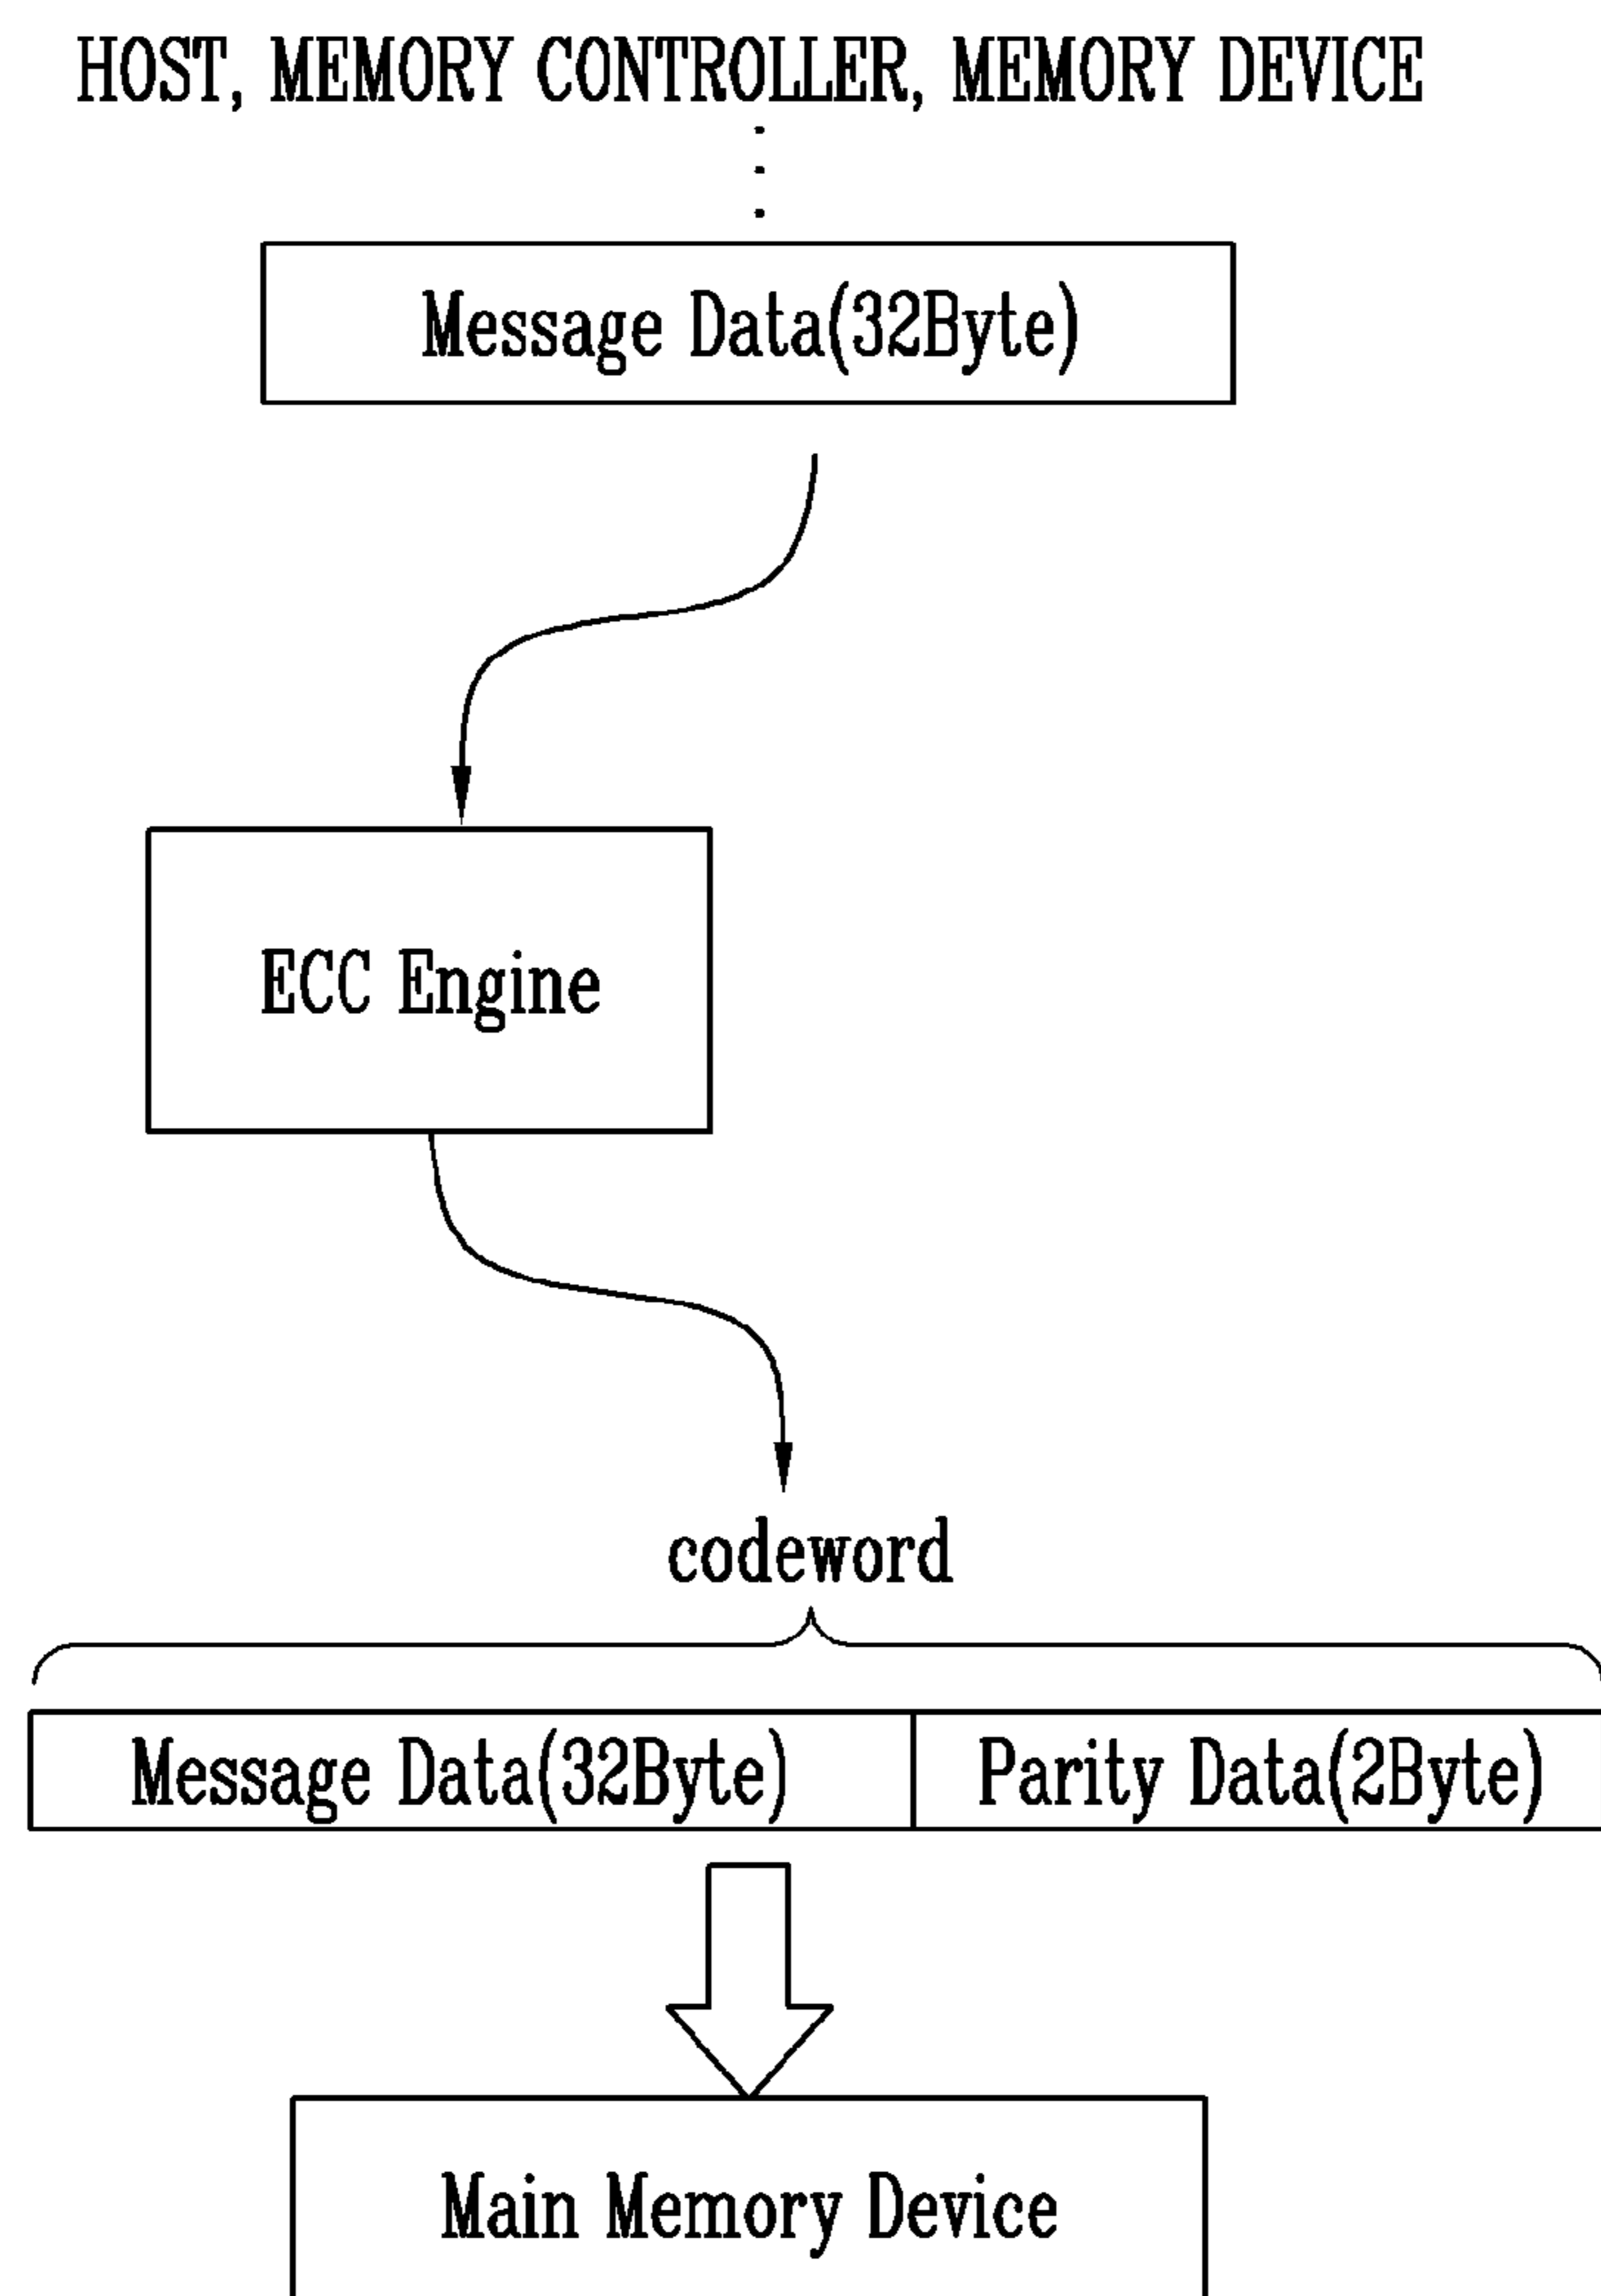 HOST, MEMORY CONTROLLER, MEMORY DEVICE
Message Data(32Byte)
ECC Engine
codeword
Message Data(32Byte) Parity Data(2Byte)
Main Memory Device